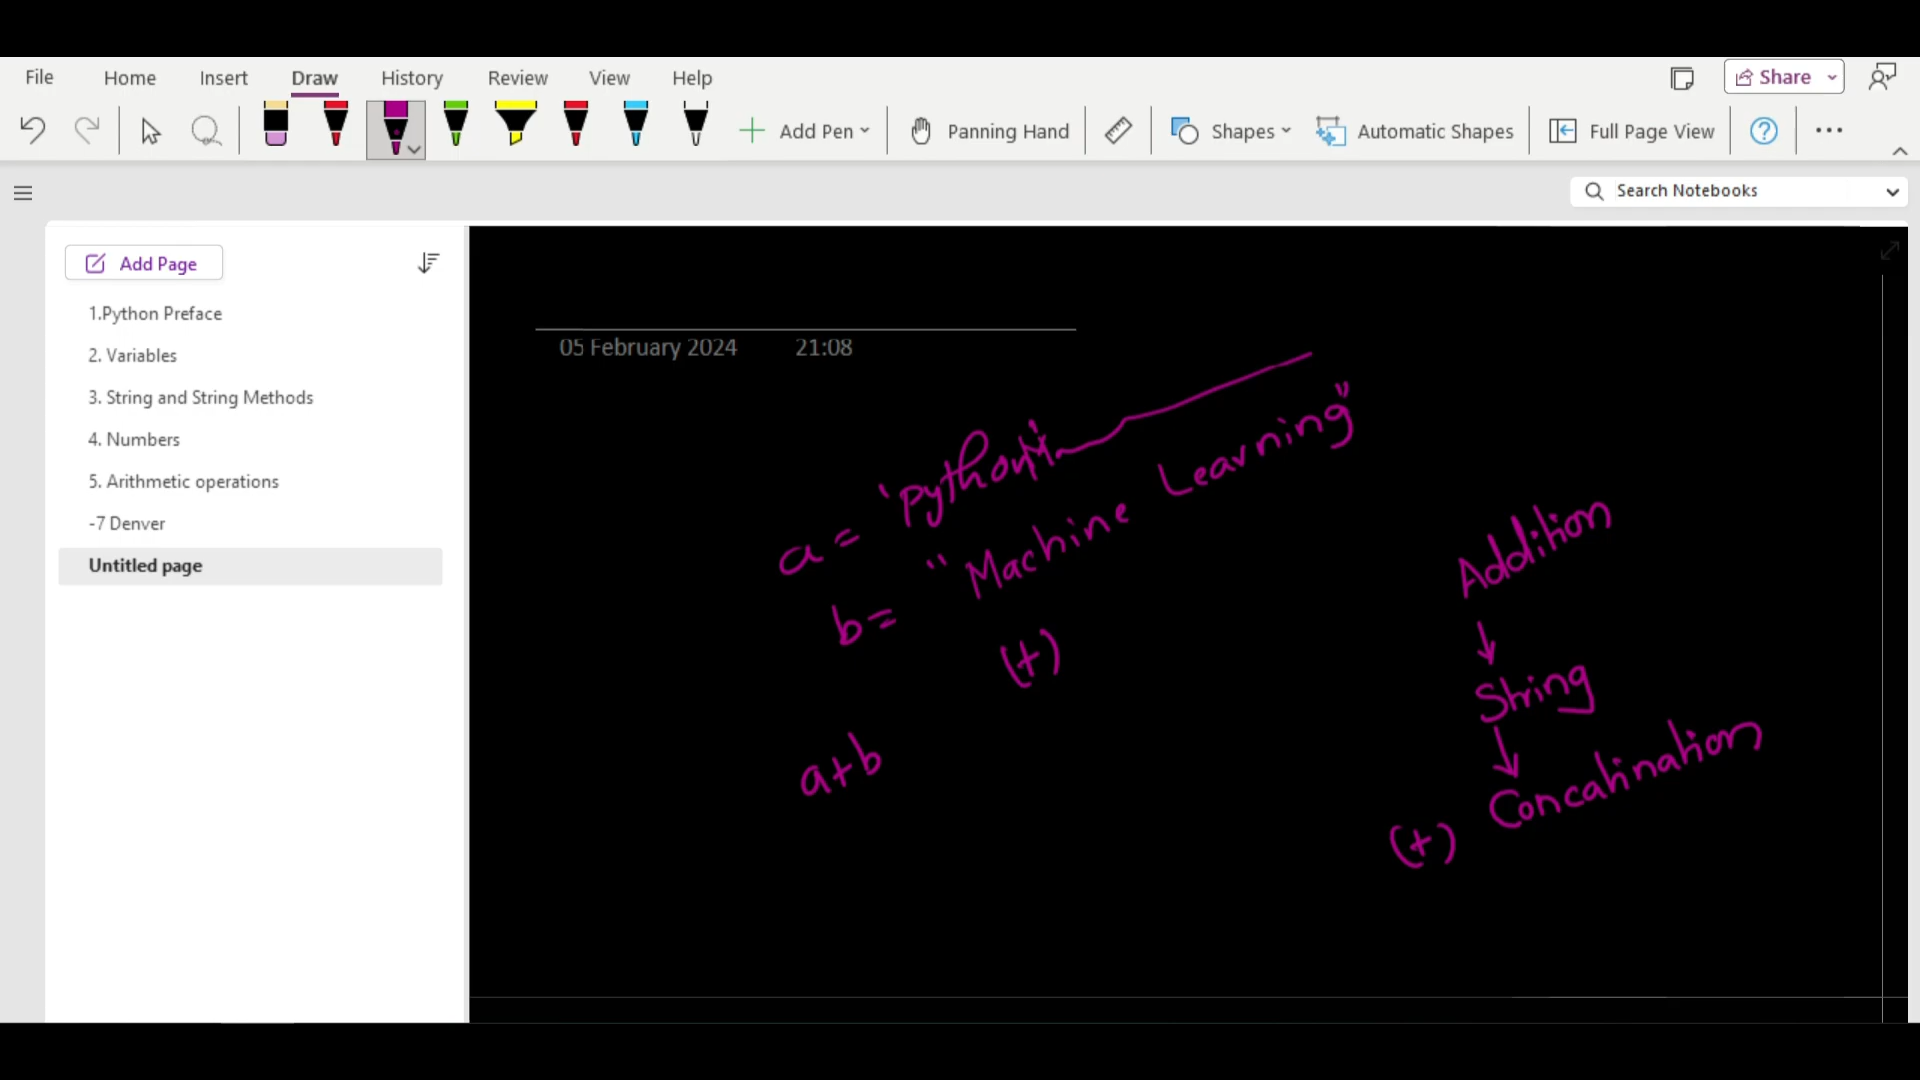 File Home Insert Draw History Review View Help Share
Add Pen Panning Hand Shapes Automatic Shapes Full Page View
Search Notebooks
Add Page
1.Python Preface
2. Variables
3. String and String Methods
4. Numbers
5. Arithmetic operations
-7 Denver
Untitled page
05 February 2024 21:08
a = "python"
b = "Machine Learning"
(+)
a+b
Addition
String
(+) Concatination